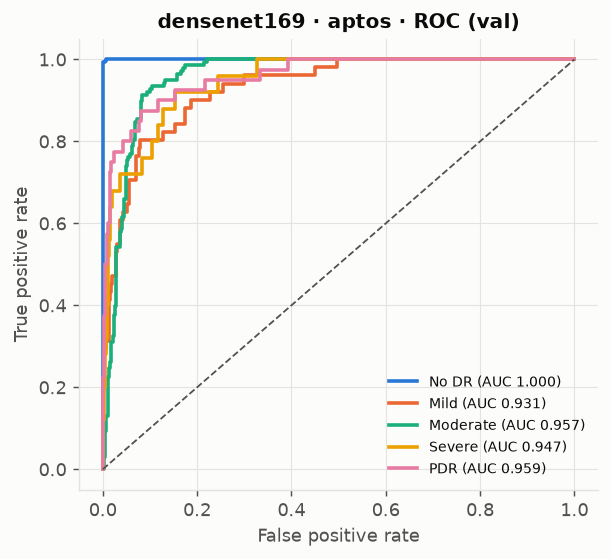 densenet169 · aptos · ROC (val)
True positive rate
1.0
0.8
0.6
0.4
0.2
0.0
No DR (AUC 1.000)
Mild (AUC 0.931)
Moderate (AUC 0.957)
Severe (AUC 0.947)
PDR (AUC 0.959)
0.0 0.2 0.4 0.6 0.8 1.0
False positive rate